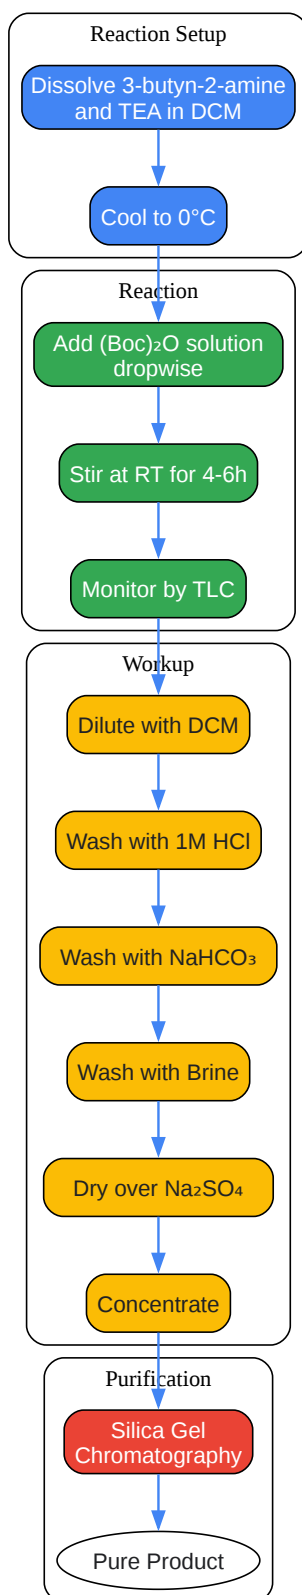 Reaction Setup
Dissolve 3-butyn-2-amine
and TEA in DCM
Cool to 0°C
Reaction
Add (Boc)₂O solution
dropwise
Stir at RT for 4-6h
Monitor by TLC
Workup
Dilute with DCM
Wash with 1M HCl
Wash with NaHCO₃
Wash with Brine
Dry over Na₂SO₄
Concentrate
Purification
Silica Gel
Chromatography
Pure Product